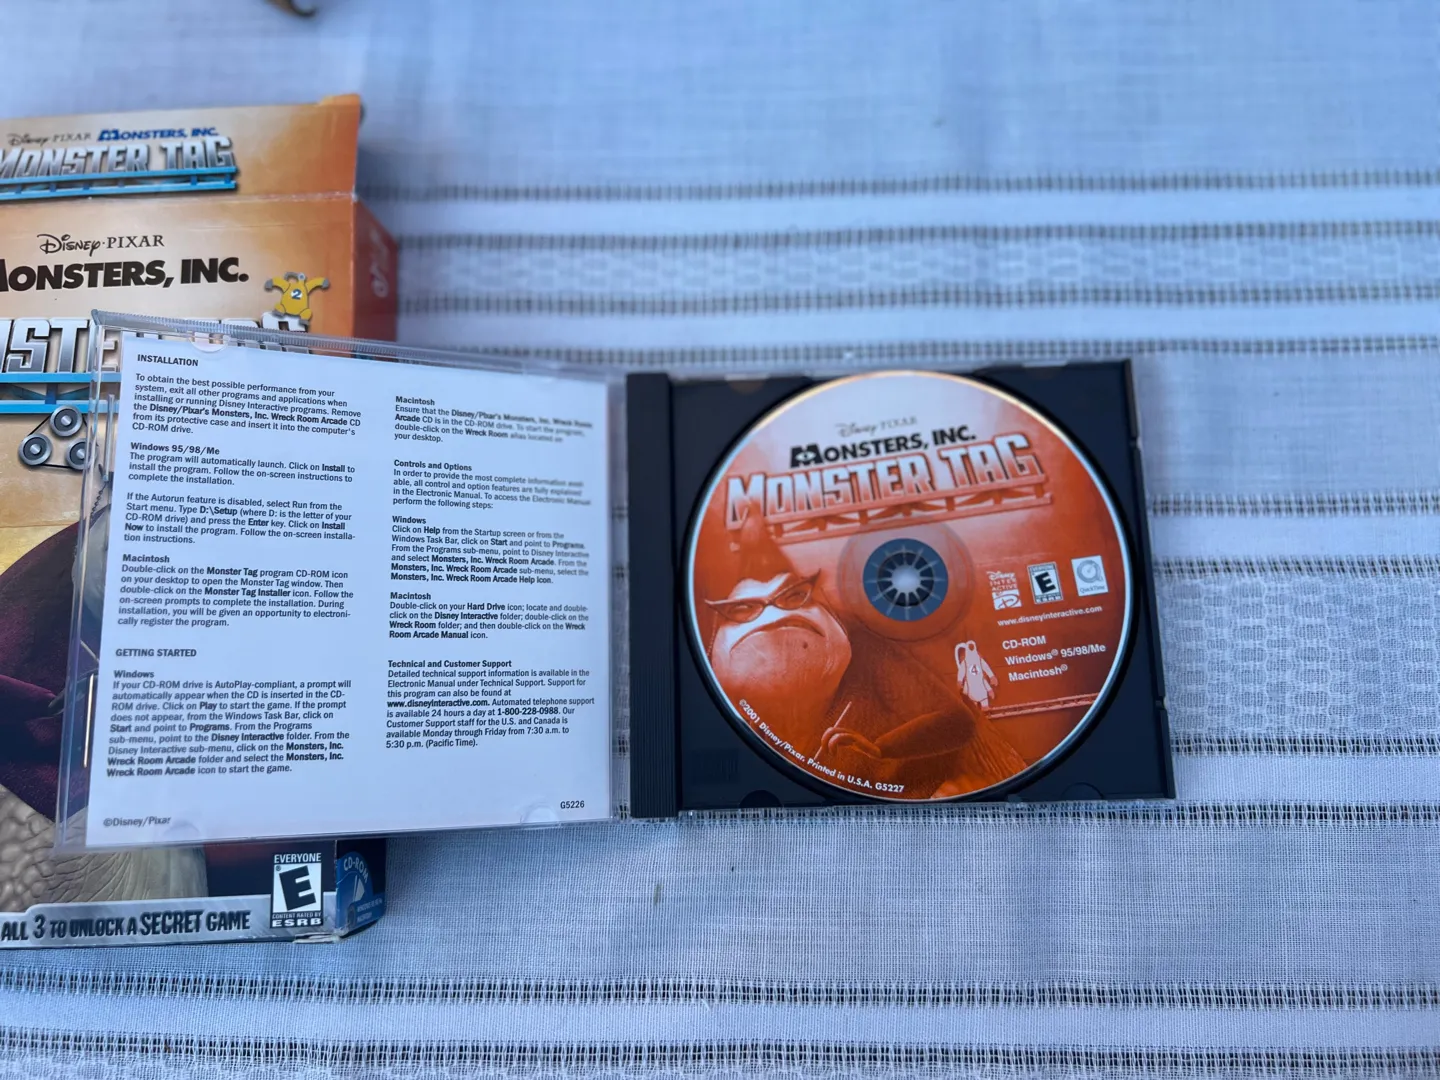 Disney·PIXAR MONSTERS, INC.
MONSTER TAG
Disney·PIXAR
MONSTERS, INC.
2
INSTALLATION
To obtain the best possible performance from your
system, exit all other programs and applications when
installing or running Disney Interactive programs. Remove
the Disney/Pixar's Monsters, Inc. Wreck Room Arcade CD
from its protective case and insert it into the computer's
CD-ROM drive.
Windows 95/98/Me
The program will automatically launch. Click on Install to
install the program. Follow the on-screen instructions to
complete the installation.
If the Autorun feature is disabled, select Run from the
Start menu. Type D:\Setup (where D: is the letter of your
CD-ROM drive) and press the Enter key. Click on Install
Now to install the program. Follow the on-screen installa-
tion instructions.
Macintosh
Double-click on the Monster Tag program CD-ROM icon
on your desktop to open the Monster Tag window. Then
double-click on the Monster Tag Installer icon. Follow the
on-screen prompts to complete the installation. During
installation, you will be given an opportunity to electroni-
cally register the program.
GETTING STARTED
Windows
If your CD-ROM drive is AutoPlay-compliant, a prompt will
automatically appear when the CD is inserted in the CD-
ROM drive. Click on Play to start the game. If the prompt
does not appear, from the Windows Task Bar, click on
Start and point to Programs. From the Programs
sub-menu, point to the Disney Interactive folder. From the
Disney Interactive sub-menu, click on the Monsters, Inc.
Wreck Room Arcade folder and select the Monsters, Inc.
Wreck Room Arcade icon to start the game.
©Disney/Pixar
Macintosh
Ensure that the Disney/Pixar's Monsters, Inc. Wreck Room
Arcade CD is in the CD-ROM drive. To start the program,
double-click on the Wreck Room alias located on
your desktop.
Controls and Options
In order to provide the most complete information avail-
able, all control and option features are fully explained
in the Electronic Manual. To access the Electronic Manual
perform the following steps:
Windows
Click on Help from the Startup screen or from the
Windows Task Bar, click on Start and point to Programs.
From the Programs sub-menu, point to Disney Interactive
and select Monsters, Inc. Wreck Room Arcade. From the
Monsters, Inc. Wreck Room Arcade sub-menu, select the
Monsters, Inc. Wreck Room Arcade Help icon.
Macintosh
Double-click on your Hard Drive icon; locate and double-
click on the Disney Interactive folder; double-click on the
Wreck Room folder; and then double-click on the Wreck
Room Arcade Manual icon.
Technical and Customer Support
Detailed technical support information is available in the
Electronic Manual under Technical Support. Support for
this program can also be found at
www.disneyinteractive.com. Automated telephone support
is available 24 hours a day at 1-800-228-0988. Our
Customer Support staff for the U.S. and Canada is
available Monday through Friday from 7:30 a.m. to
5:30 p.m. (Pacific Time).
G5226
Disney·PIXAR
MONSTERS, INC.
MONSTER TAG
Disney
INTER
ACTIVE
E
www.disneyinteractive.com
CD-ROM
Windows® 95/98/Me
Macintosh®
4
©2001 Disney/Pixar. Printed in U.S.A. G5227
EVERYONE
E
CONTENT RATED BY
ESRB
CD-ROM
ALL 3 TO UNLOCK A SECRET GAME